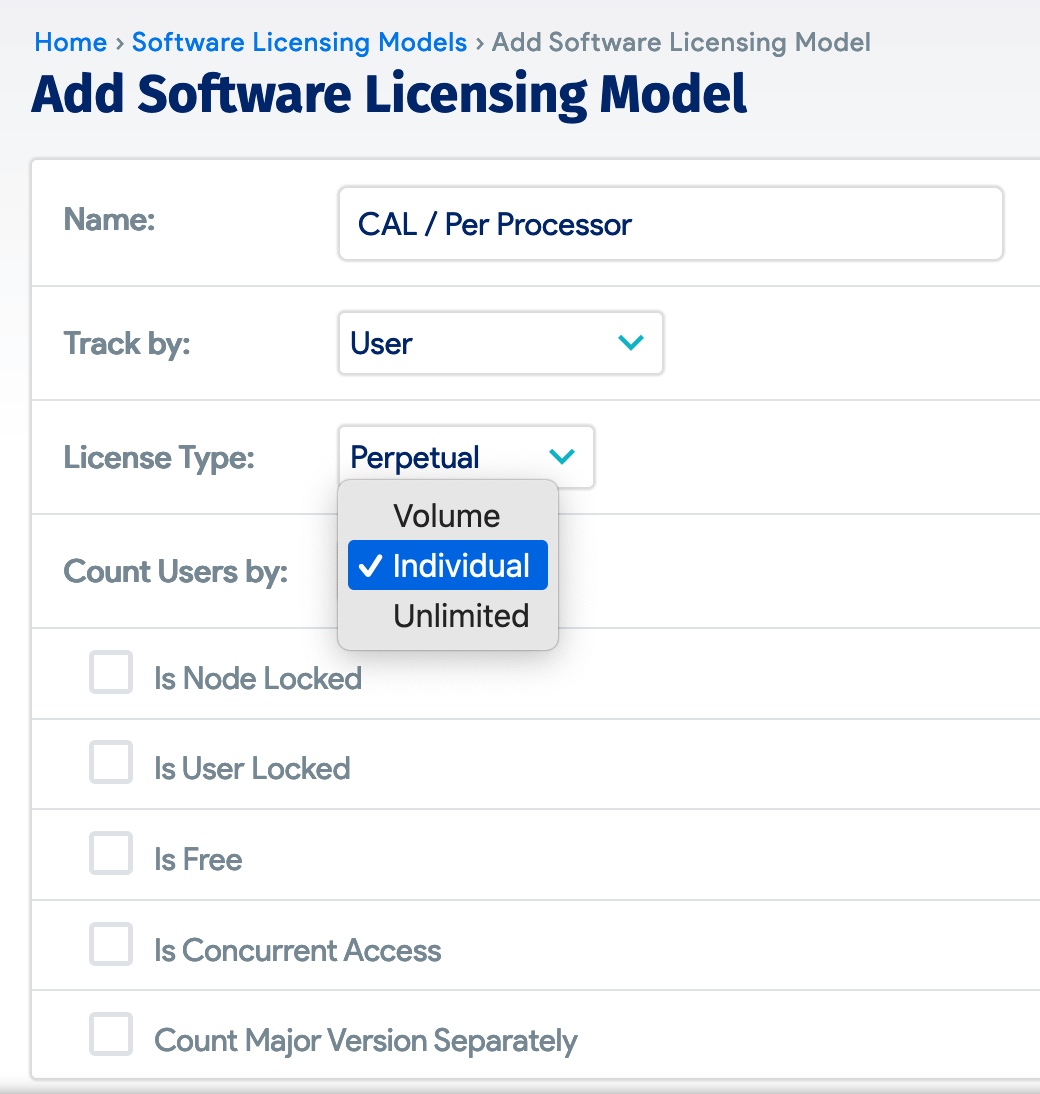 Home › Software Licensing Models › Add Software Licensing Model
Add Software Licensing Model
Name: CAL / Per Processor
Track by: User
License Type: Perpetual
Volume
Count Users by: Individual
Unlimited
Is Node Locked
Is User Locked
Is Free
Is Concurrent Access
Count Major Version Separately